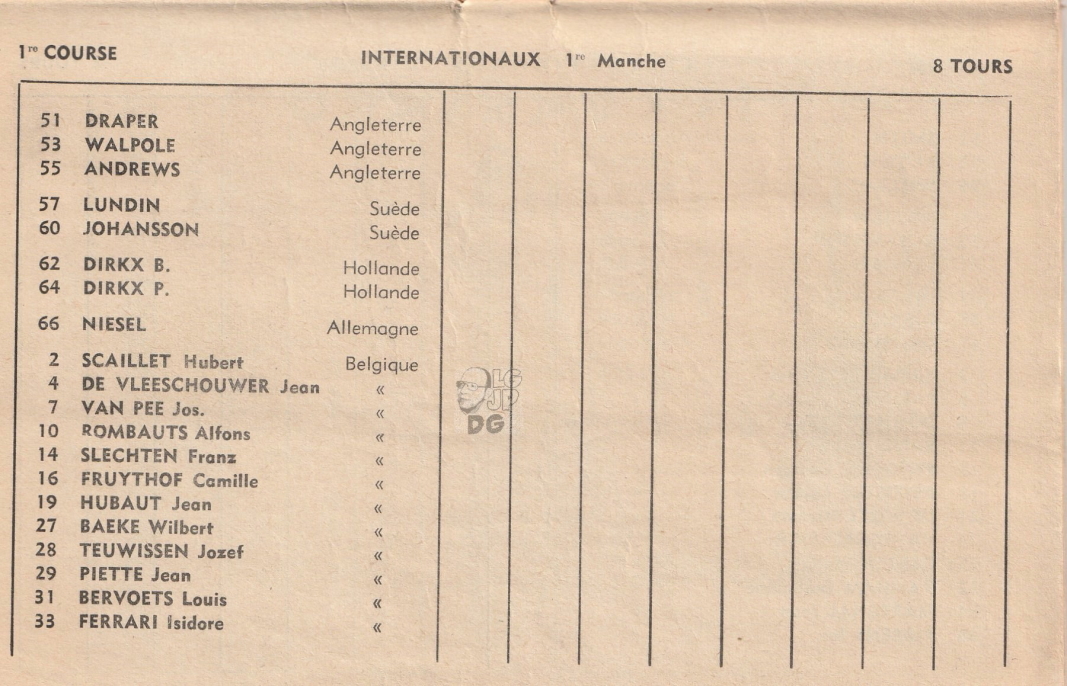 1re COURSE INTERNATIONAUX 1re Manche 8 TOURS
51 DRAPER Angleterre
53 WALPOLE Angleterre
55 ANDREWS Angleterre
57 LUNDIN Suède
60 JOHANSSON Suède
62 DIRKX B. Hollande
64 DIRKX P. Hollande
66 NIESEL Allemagne
2 SCAILLET Hubert Belgique
4 DE VLEESCHOUWER Jean «
7 VAN PEE Jos. «
10 ROMBAUTS Alfons «
14 SLECHTEN Franz «
16 FRUYTHOF Camille «
19 HUBAUT Jean «
27 BAEKE Wilbert «
28 TEUWISSEN Jozef «
29 PIETTE Jean «
31 BERVOETS Louis «
33 FERRARI Isidore «
LG
JP
DG